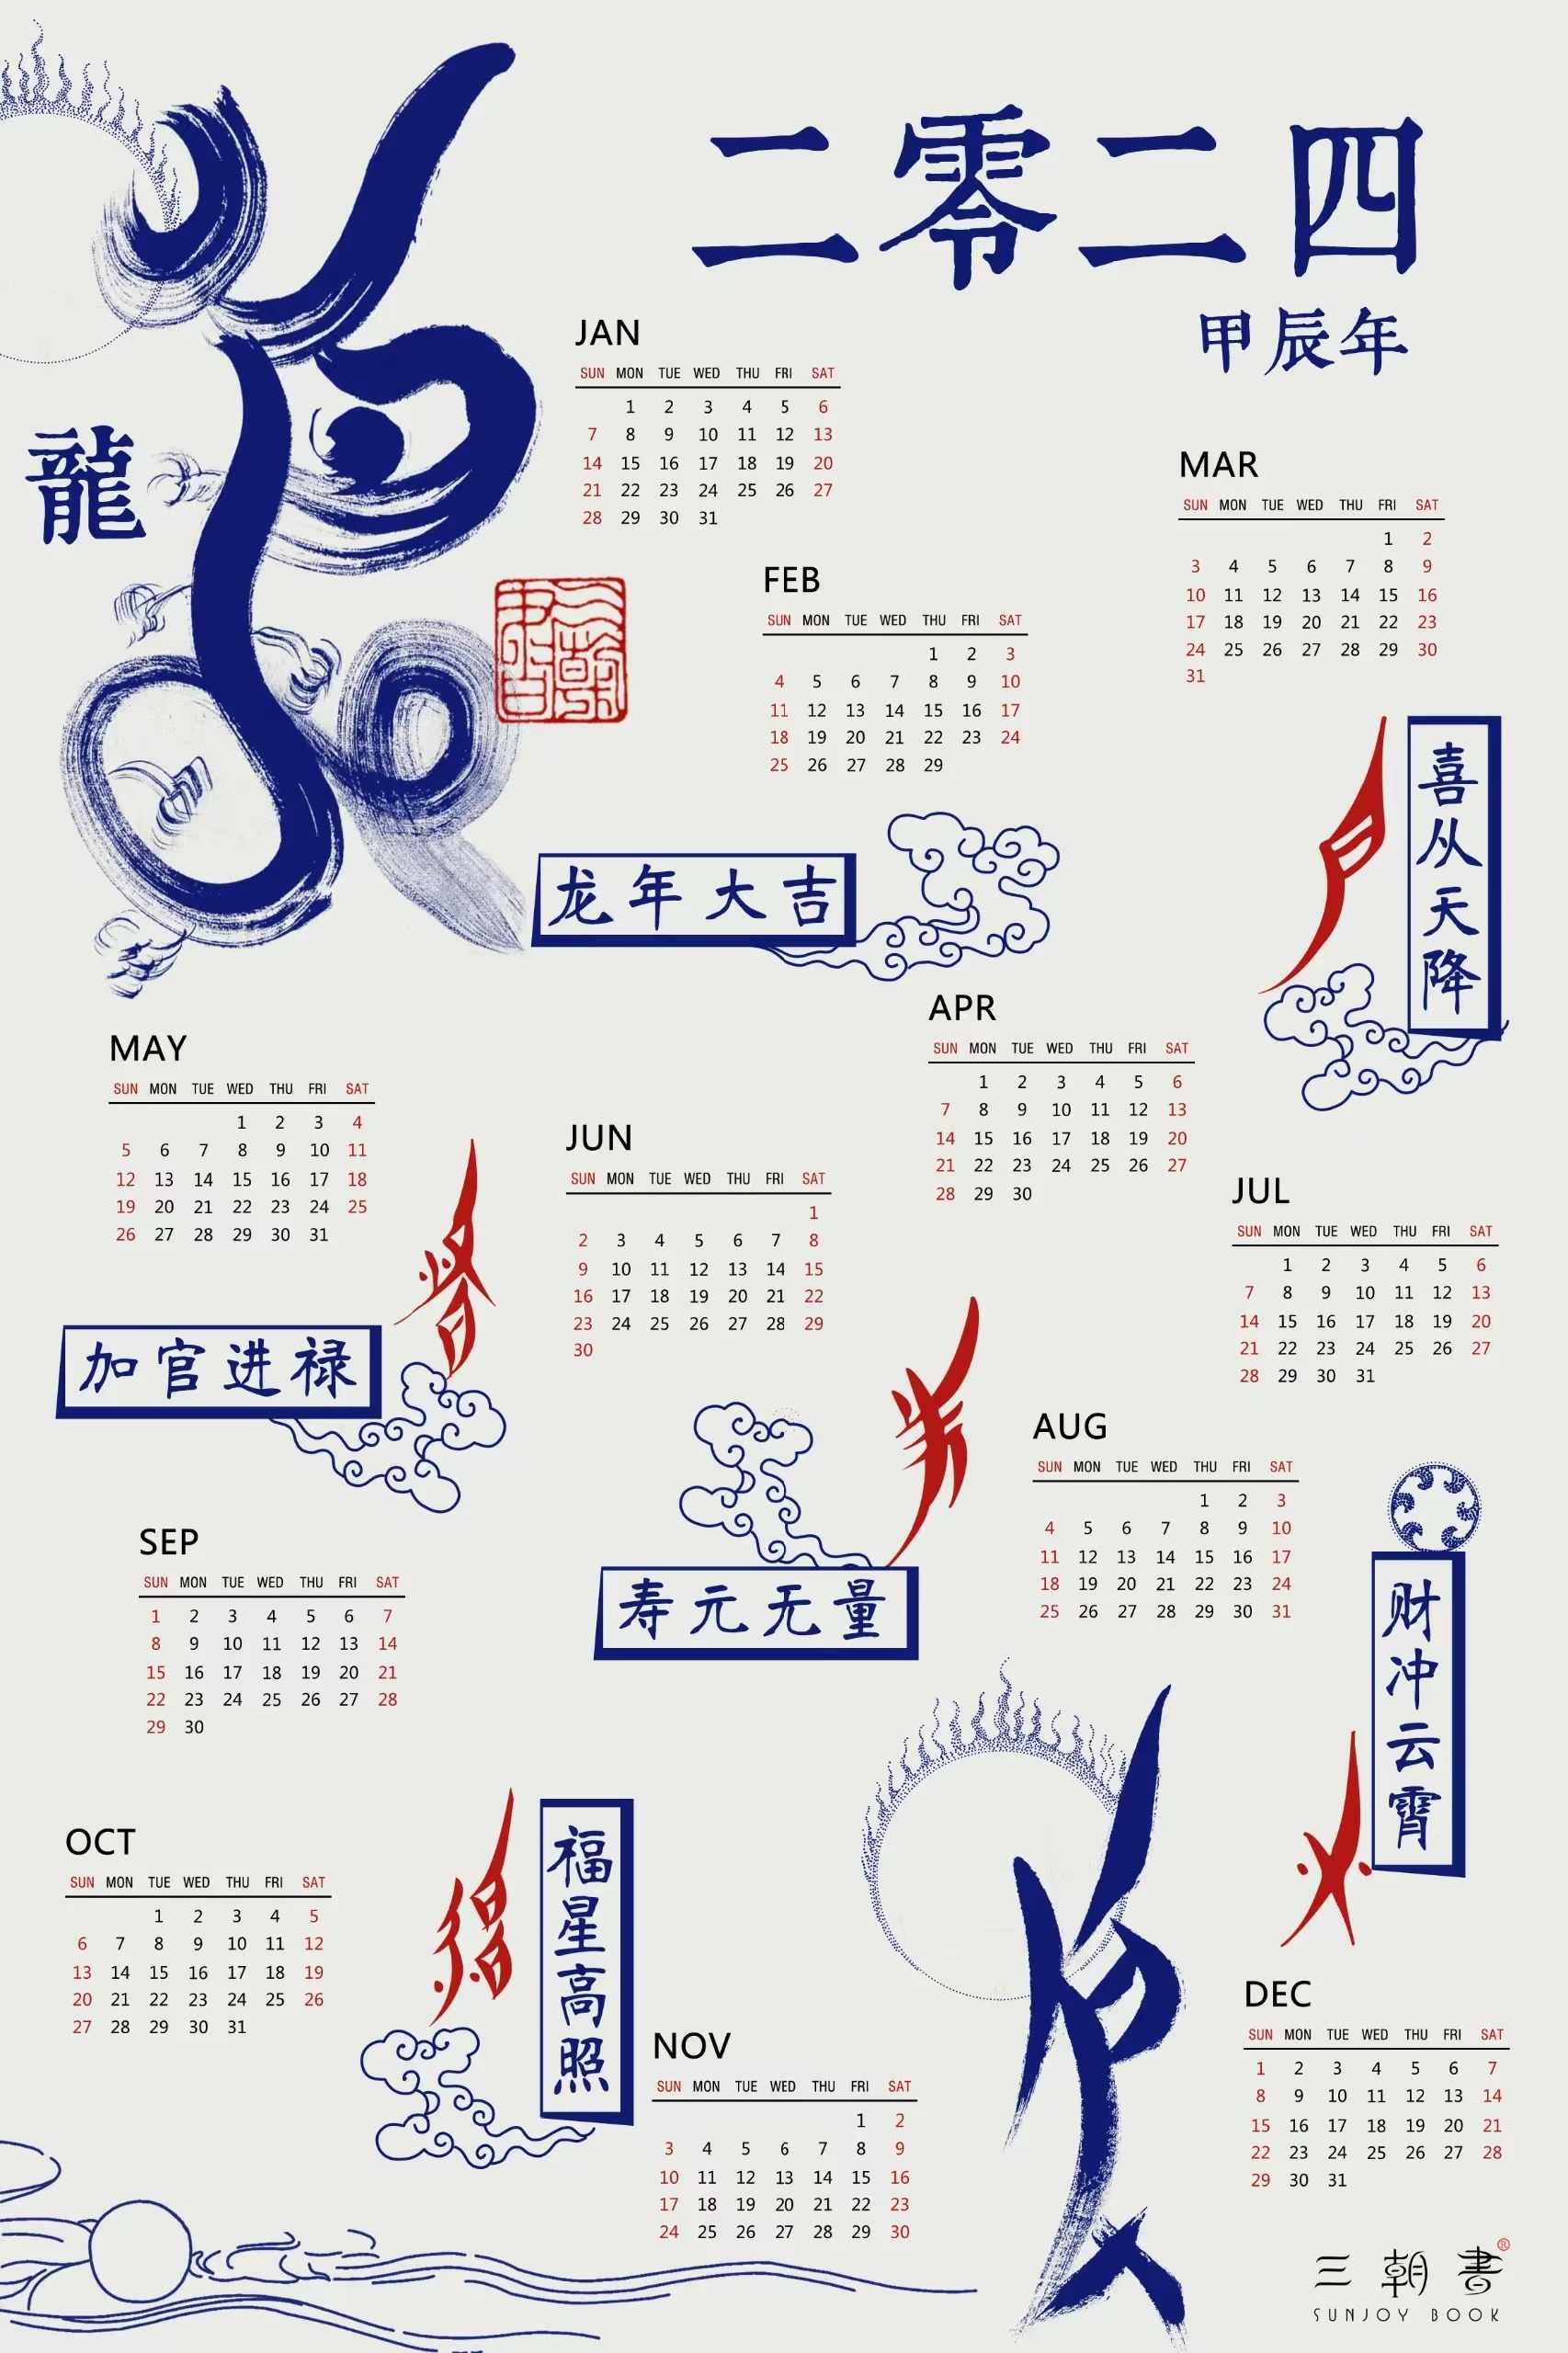 二零二四
甲辰年
龍
JAN
SUN MON TUE WED THU FRI SAT
1 2 3 4 5 6
7 8 9 10 11 12 13
14 15 16 17 18 19 20
21 22 23 24 25 26 27
28 29 30 31
MAR
SUN MON TUE WED THU FRI SAT
1 2
3 4 5 6 7 8 9
10 11 12 13 14 15 16
17 18 19 20 21 22 23
24 25 26 27 28 29 30
31
FEB
SUN MON TUE WED THU FRI SAT
1 2 3
4 5 6 7 8 9 10
11 12 13 14 15 16 17
18 19 20 21 22 23 24
25 26 27 28 29
喜从天降
龙年大吉
APR
SUN MON TUE WED THU FRI SAT
1 2 3 4 5 6
7 8 9 10 11 12 13
14 15 16 17 18 19 20
21 22 23 24 25 26 27
28 29 30
MAY
SUN MON TUE WED THU FRI SAT
1 2 3 4
5 6 7 8 9 10 11
12 13 14 15 16 17 18
19 20 21 22 23 24 25
26 27 28 29 30 31
JUN
SUN MON TUE WED THU FRI SAT
1
2 3 4 5 6 7 8
9 10 11 12 13 14 15
16 17 18 19 20 21 22
23 24 25 26 27 28 29
30
JUL
SUN MON TUE WED THU FRI SAT
1 2 3 4 5 6
7 8 9 10 11 12 13
14 15 16 17 18 19 20
21 22 23 24 25 26 27
28 29 30 31
加官进禄
AUG
SUN MON TUE WED THU FRI SAT
1 2 3
4 5 6 7 8 9 10
11 12 13 14 15 16 17
18 19 20 21 22 23 24
25 26 27 28 29 30 31
SEP
SUN MON TUE WED THU FRI SAT
1 2 3 4 5 6 7
8 9 10 11 12 13 14
15 16 17 18 19 20 21
22 23 24 25 26 27 28
29 30
寿元无量
财冲云霄
OCT
SUN MON TUE WED THU FRI SAT
1 2 3 4 5
6 7 8 9 10 11 12
13 14 15 16 17 18 19
20 21 22 23 24 25 26
27 28 29 30 31
福星高照
NOV
SUN MON TUE WED THU FRI SAT
1 2
3 4 5 6 7 8 9
10 11 12 13 14 15 16
17 18 19 20 21 22 23
24 25 26 27 28 29 30
DEC
SUN MON TUE WED THU FRI SAT
1 2 3 4 5 6 7
8 9 10 11 12 13 14
15 16 17 18 19 20 21
22 23 24 25 26 27 28
29 30 31
三朝書®
SUNJOY BOOK